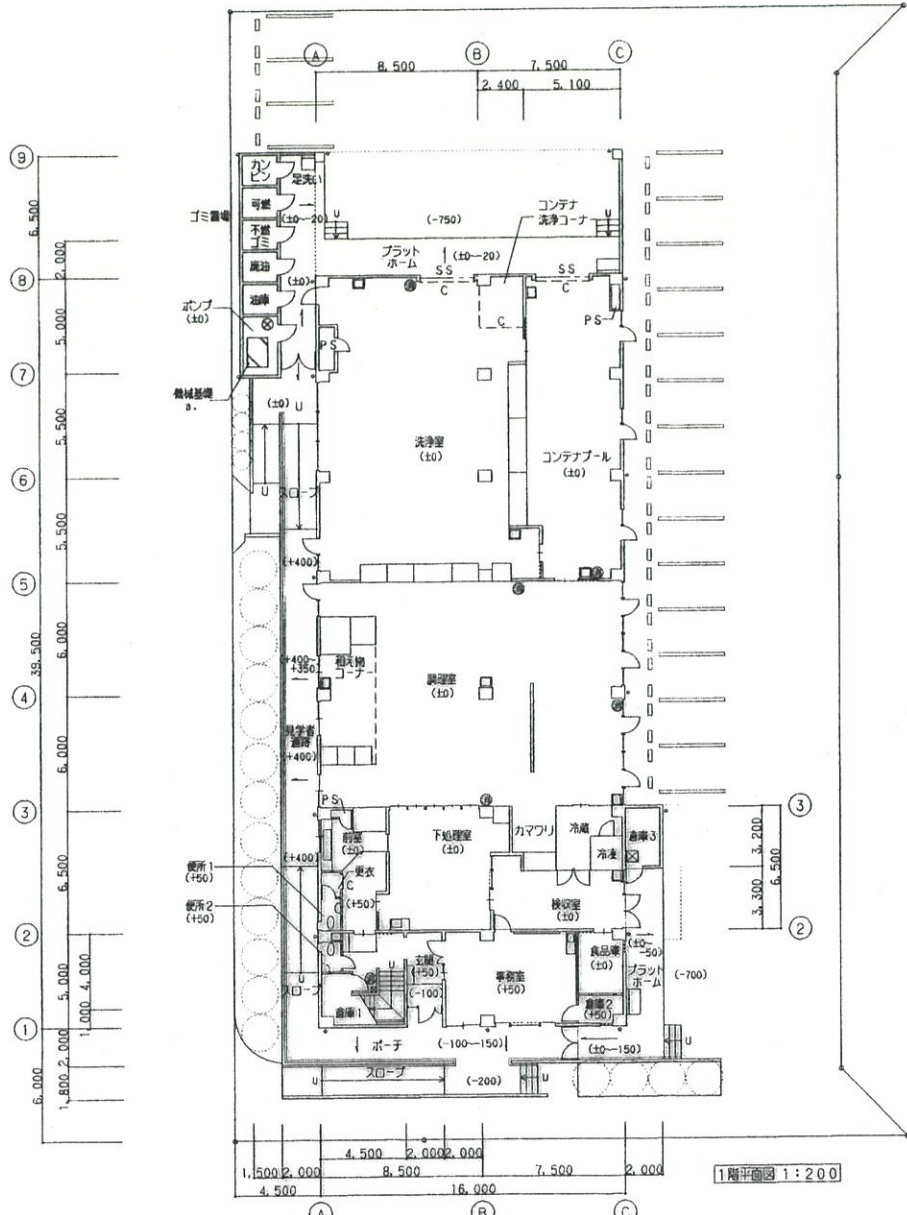 A
B
C
8,500
7,500
2,400
5,100
9
8
7
6
5
4
3
2
1
6,500
2,000
5,000
5,500
5,500
6,000
39,500
6,000
6,500
5,000
4,000
1,000
2,000
1,800
6,000
カン
ビン
足洗い
可燃
ゴミ置場
不燃
ゴミ
(±0~20)
U
(-750)
コンテナ
洗浄コーナ
U
プラット
ホーム
(±0~20)
廃油
(±0)
SS
C
SS
C
油庫
ポンプ
(±0)
C
PS
PS
機械基礎
a.
(±0)
U
洗浄室
(±0)
コンテナプール
(±0)
U
スロープ
(+400)
(+400~
+350)
和え物
コーナー
調理室
(±0)
見学者
通路
(+400)
PS
前室
(±0)
下処理室
(±0)
カマワリ
冷蔵
冷凍
倉庫3
3
3,200
3,300
6,500
2
(+400)
便所1
(+50)
更衣
C
(+50)
便所2
(+50)
検収室
(±0)
U
スロープ
U
玄関
(+50)
(-100)
事務室
(+50)
食品庫
(±0)
(±0~
-50)
プラット
ホーム
(-700)
倉庫1
倉庫2
(+50)
ポーチ
(-100~150)
(±0~150)
U
U
スロープ
(-200)
U
4,500
2,000
2,000
1,500
2,000
8,500
7,500
2,000
4,500
16,000
1階平面図 1:200
A
B
C